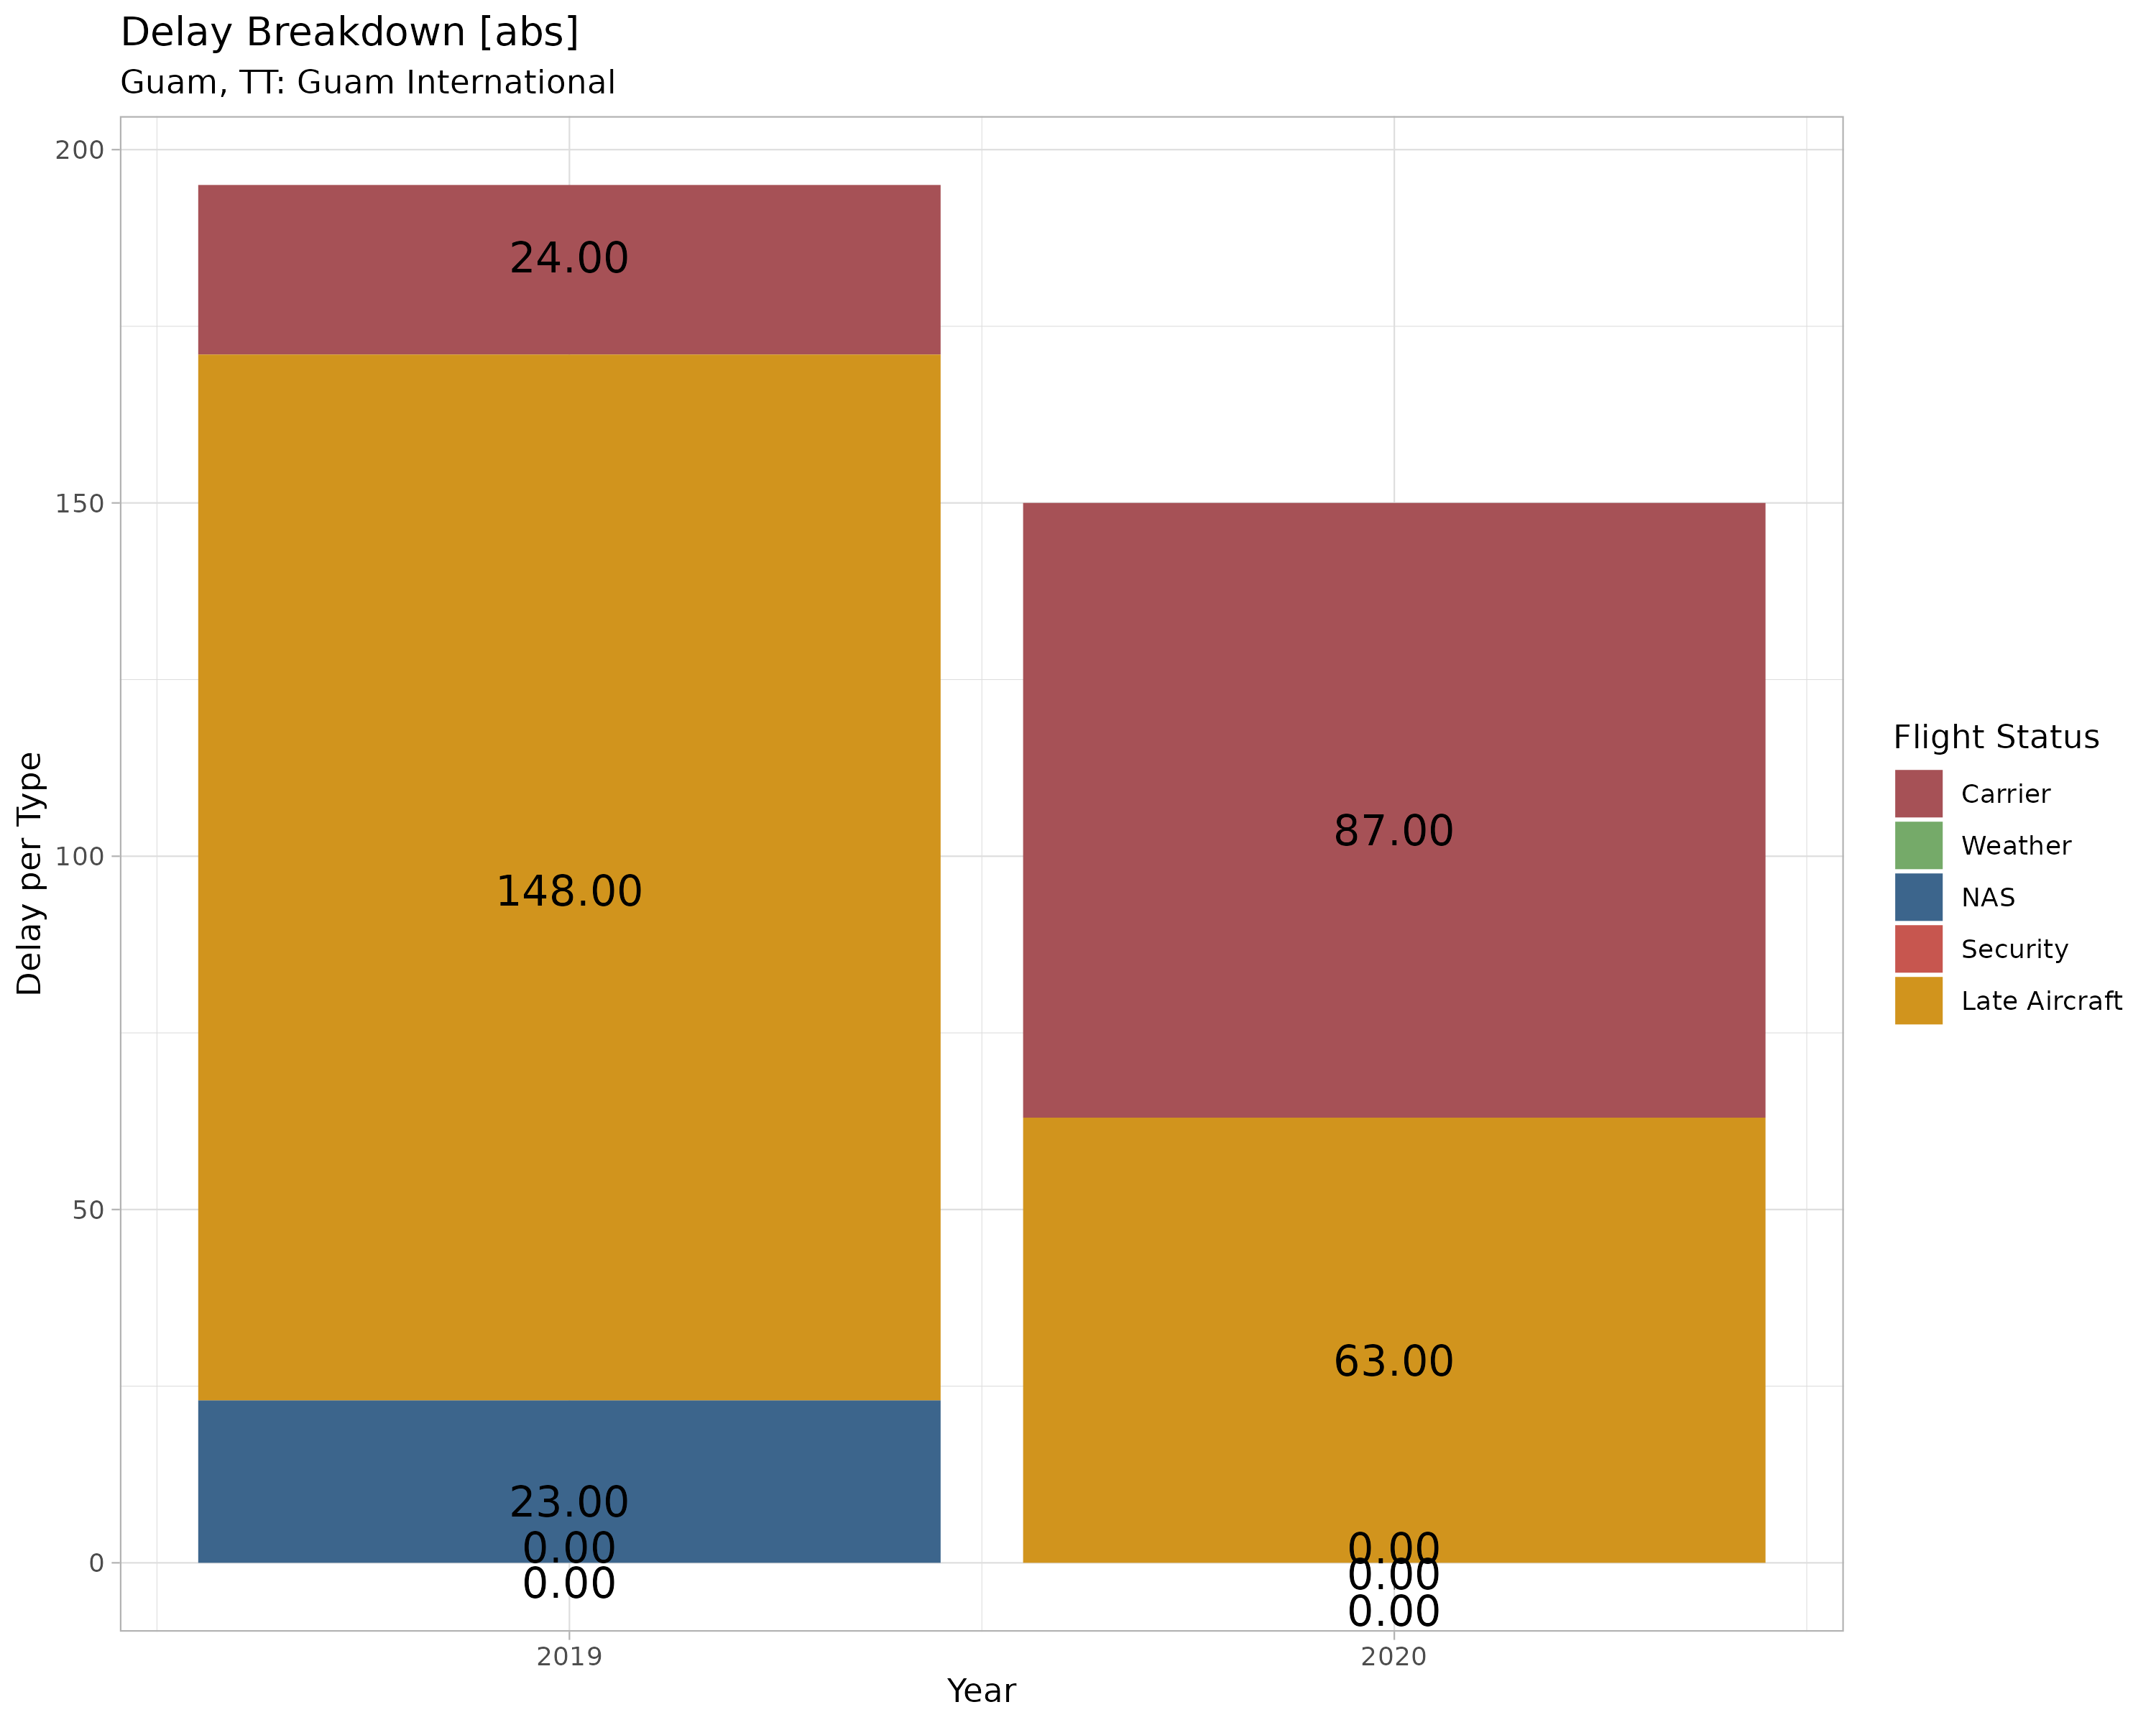 Delay Breakdown [abs]
Guam, TT: Guam International
200
150
100
50
0
Delay per Type
24.00
148.00
23.00
0.00
0.00
87.00
63.00
0.00
0.00
0.00
2019
2020
Year
Flight Status
Carrier
Weather
NAS
Security
Late Aircraft